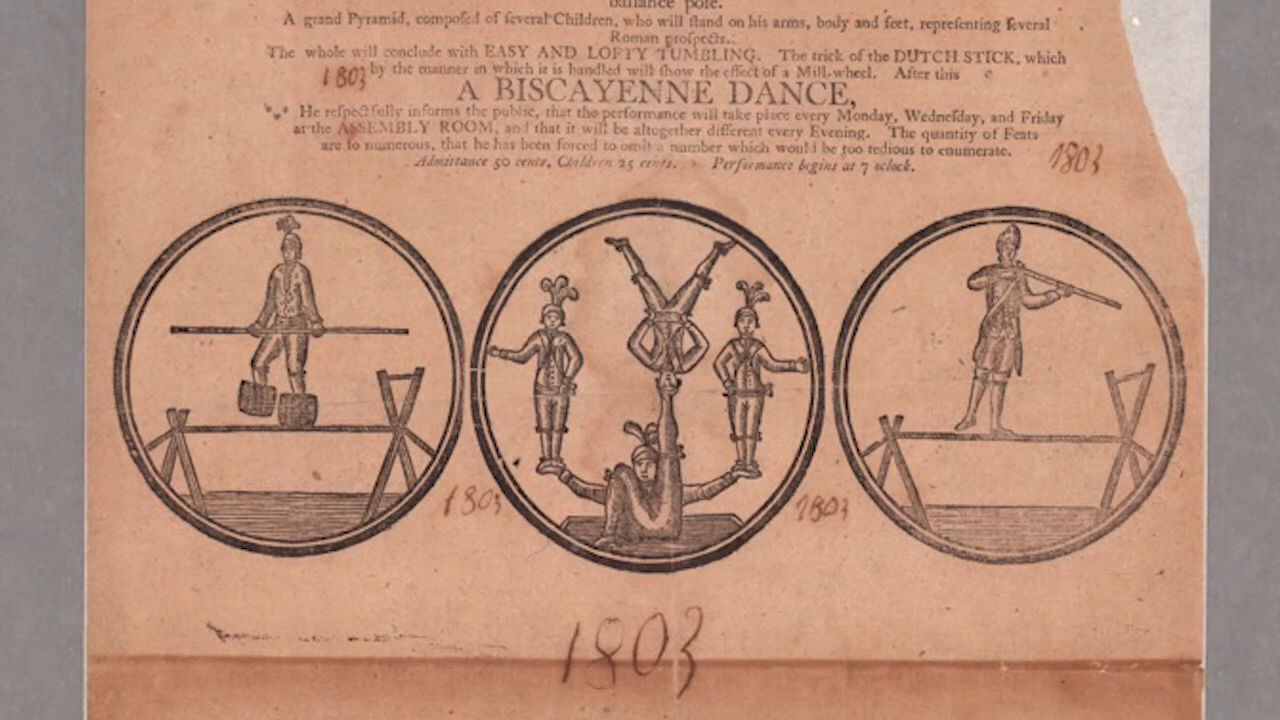 ballance pole.
A grand Pyramid, compoſed of ſeveral Children, who will ſtand on his arms, body and feet, repreſenting ſeveral
Roman proſpects.
The whole will conclude with EASY AND LOFTY TUMBLING. The trick of the DUTCH STICK, which
1803 by the manner in which it is handled will ſhow the effect of a Mill-wheel. After this
A BISCAYENNE DANCE,
He reſpectfully informs the public, that the performance will take place every Monday, Wedneſday, and Friday
at the ASSEMBLY ROOM, and that it will be altogether different every Evening. The quantity of Feats
are ſo numerous, that he has been forced to omit a number which would be too tedious to enumerate.
Admittance 50 cents, Children 25 cents. Performance begins at 7 oclock.
1803
1803
1803
1803